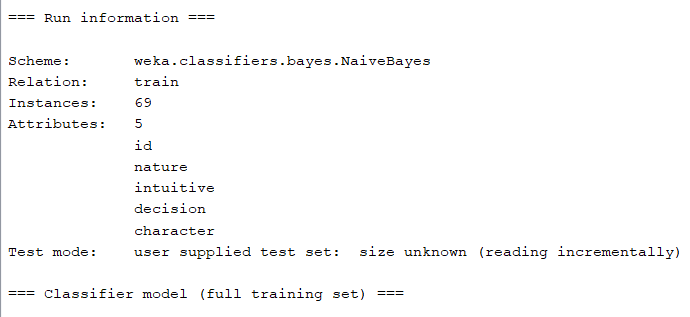 === Run information ===
Scheme: weka.classifiers.bayes.NaiveBayes
Relation: train
Instances: 69
Attributes: 5
id
nature
intuitive
decision
character
Test mode: user supplied test set: size unknown (reading incrementally)
=== Classifier model (full training set) ===